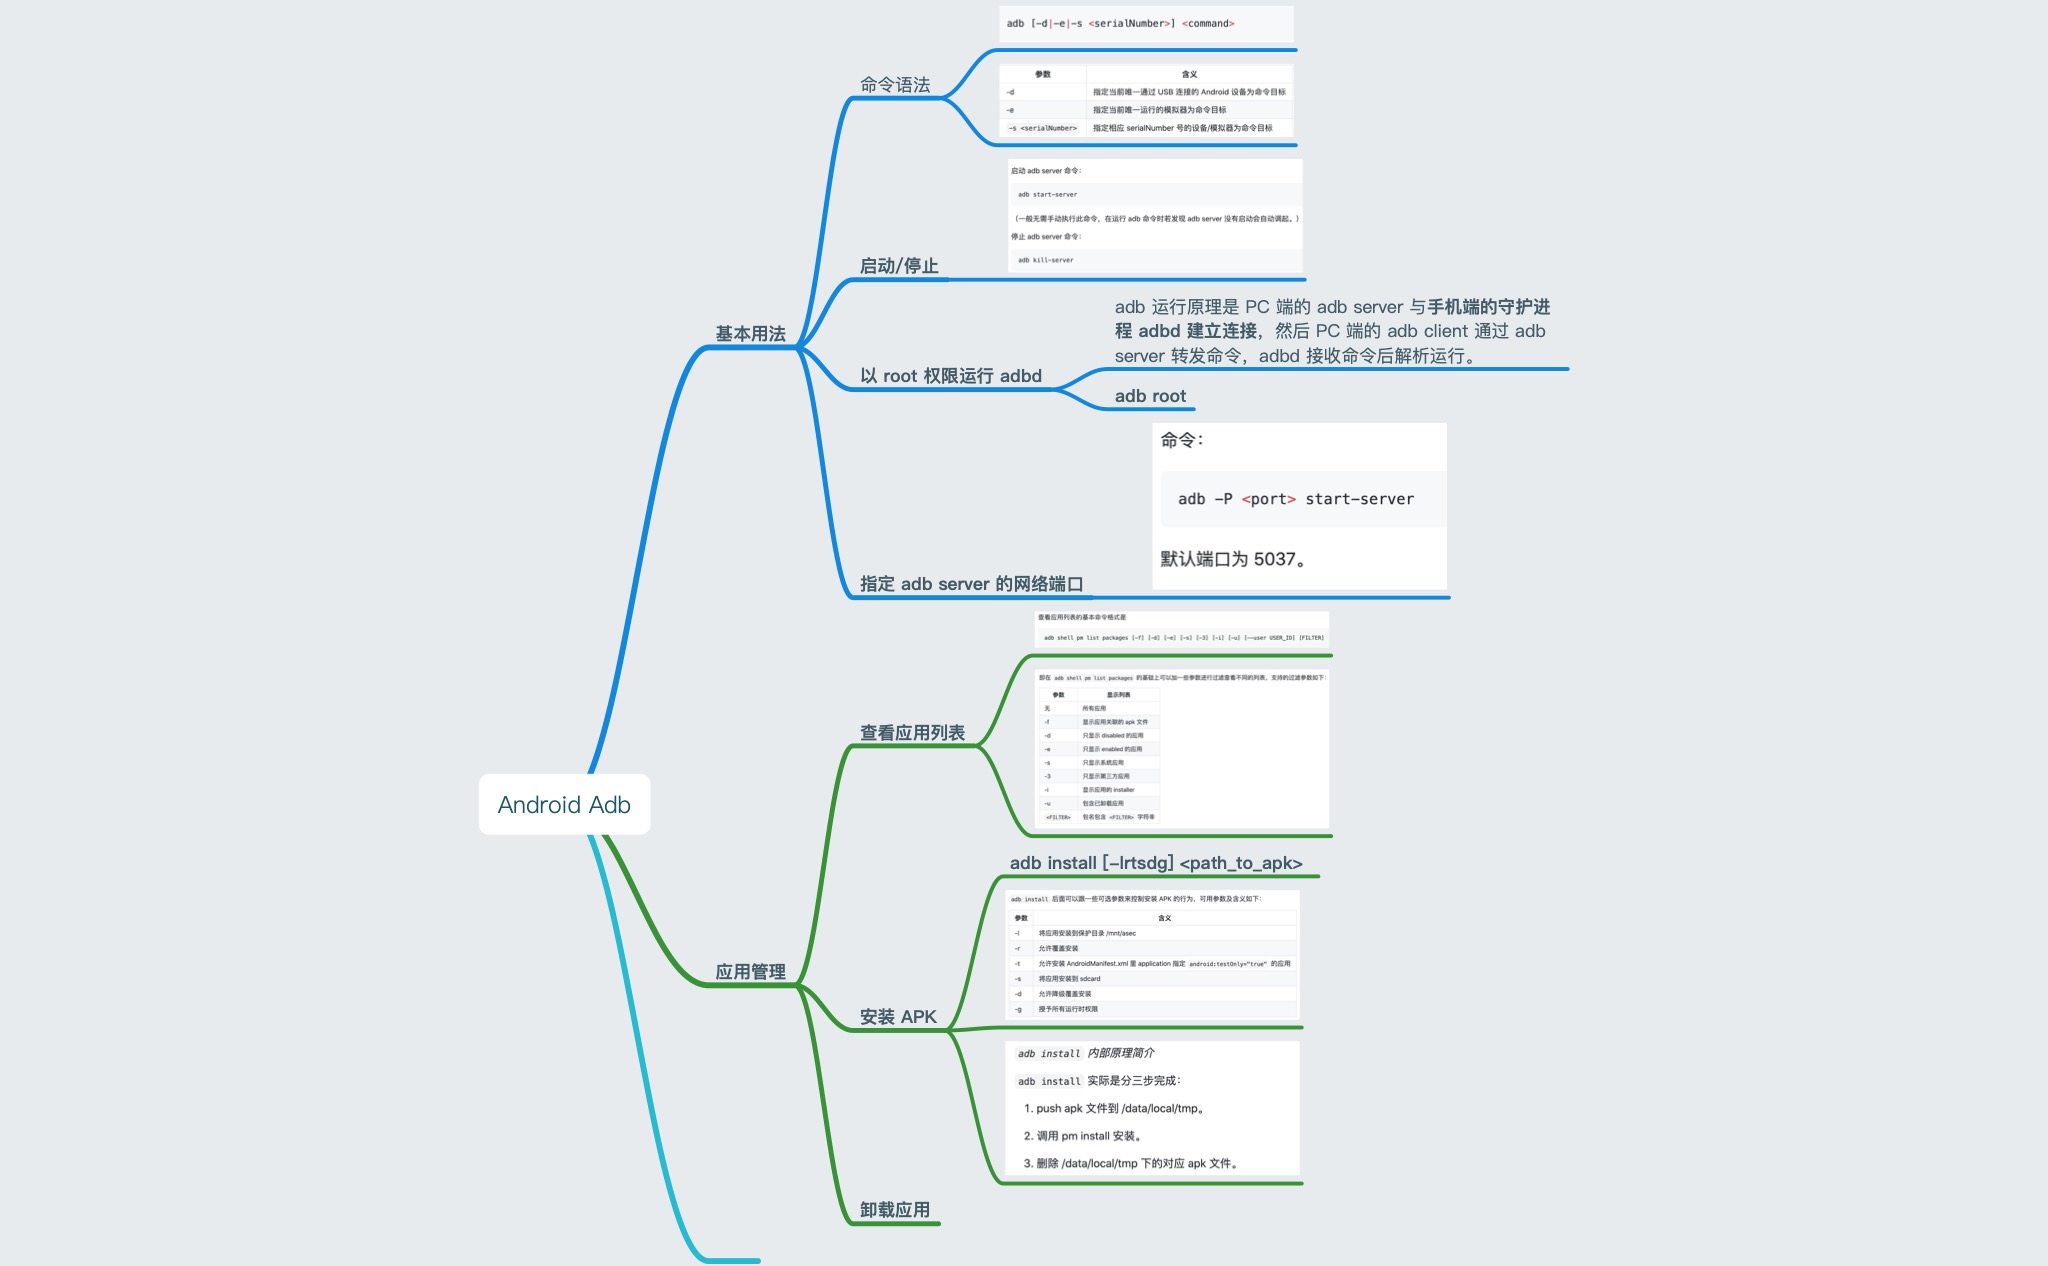 Android Adb
基本用法
命令语法
adb [-d|-e|-s <serialNumber>] <command>
参数 含义
-d 指定当前唯一通过 USB 连接的 Android 设备为命令目标
-e 指定当前唯一运行的模拟器为命令目标
-s <serialNumber> 指定相应 serialNumber 号的设备/模拟器为命令目标
启动/停止
启动 adb server 命令：
adb start-server
（一般无需手动执行此命令，在运行 adb 命令时若发现 adb server 没有启动会自动调起。）
停止 adb server 命令：
adb kill-server
以 root 权限运行 adbd
adb 运行原理是 PC 端的 adb server 与手机端的守护进
程 adbd 建立连接，然后 PC 端的 adb client 通过 adb
server 转发命令，adbd 接收命令后解析运行。
adb root
指定 adb server 的网络端口
命令：
adb -P <port> start-server
默认端口为 5037。
应用管理
查看应用列表
查看应用列表的基本命令格式是
adb shell pm list packages [-f] [-d] [-e] [-s] [-3] [-i] [-u] [--user USER_ID] [FILTER]
即在 adb shell pm list packages 的基础上可以加一些参数进行过滤查看不同的列表，支持的过滤参数如下：
参数 显示列表
无 所有应用
-f 显示应用关联的 apk 文件
-d 只显示 disabled 的应用
-e 只显示 enabled 的应用
-s 只显示系统应用
-3 只显示第三方应用
-i 显示应用的 installer
-u 包含已卸载应用
<FILTER> 包名包含 <FILTER> 字符串
安装 APK
adb install [-lrtsdg] <path_to_apk>
adb install 后面可以跟一些可选参数来控制安装 APK 的行为，可用参数及含义如下：
参数 含义
-l 将应用安装到保护目录 /mnt/asec
-r 允许覆盖安装
-t 允许安装 AndroidManifest.xml 里 application 指定 android:testOnly="true" 的应用
-s 将应用安装到 sdcard
-d 允许降级覆盖安装
-g 授予所有运行时权限
adb install 内部原理简介
adb install 实际是分三步完成：
1. push apk 文件到 /data/local/tmp。
2. 调用 pm install 安装。
3. 删除 /data/local/tmp 下的对应 apk 文件。
卸载应用